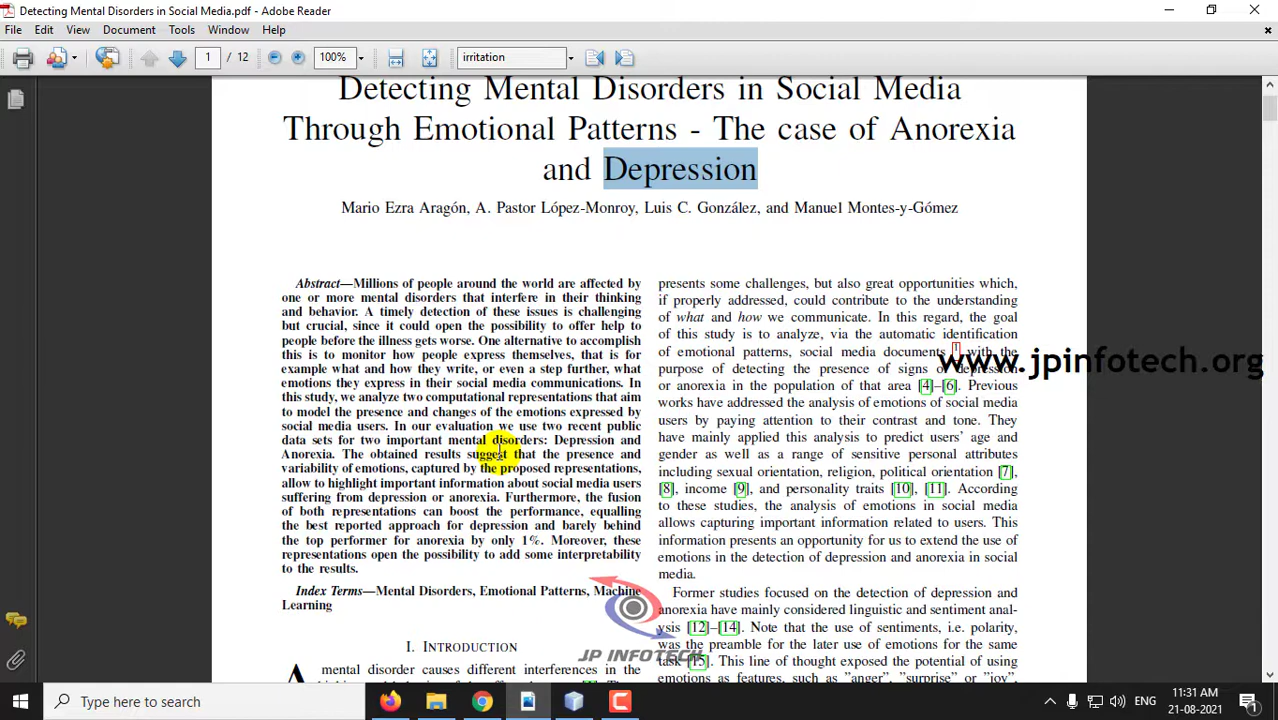 Detecting Mental Disorders in Social Media.pdf - Adobe Reader
File Edit View Document Tools Window Help
1 / 12 100% irritation
Detecting Mental Disorders in Social Media
Through Emotional Patterns - The case of Anorexia
and Depression
Mario Ezra Aragón, A. Pastor López-Monroy, Luis C. González, and Manuel Montes-y-Gómez
Abstract—Millions of people around the world are affected by
one or more mental disorders that interfere in their thinking
and behavior. A timely detection of these issues is challenging
but crucial, since it could open the possibility to offer help to
people before the illness gets worse. One alternative to accomplish
this is to monitor how people express themselves, that is for
example what and how they write, or even a step further, what
emotions they express in their social media communications. In
this study, we analyze two computational representations that aim
to model the presence and changes of the emotions expressed by
social media users. In our evaluation we use two recent public
data sets for two important mental disorders: Depression and
Anorexia. The obtained results suggest that the presence and
variability of emotions, captured by the proposed representations,
allow to highlight important information about social media users
suffering from depression or anorexia. Furthermore, the fusion
of both representations can boost the performance, equalling
the best reported approach for depression and barely behind
the top performer for anorexia by only 1%. Moreover, these
representations open the possibility to add some interpretability
to the results.
Index Terms—Mental Disorders, Emotional Patterns, Machine
Learning
I. INTRODUCTION
A mental disorder causes different interferences in the
presents some challenges, but also great opportunities which,
if properly addressed, could contribute to the understanding
of what and how we communicate. In this regard, the goal
of this study is to analyze, via the automatic identification
of emotional patterns, social media documents 1 with the
purpose of detecting the presence of signs of depression
or anorexia in the population of that area [4]–[6]. Previous
works have addressed the analysis of emotions of social media
users by paying attention to their contrast and tone. They
have mainly applied this analysis to predict users' age and
gender as well as a range of sensitive personal attributes
including sexual orientation, religion, political orientation [7],
[8], income [9], and personality traits [10], [11]. According
to these studies, the analysis of emotions in social media
allows capturing important information related to users. This
information presents an opportunity for us to extend the use of
emotions in the detection of depression and anorexia in social
media.
Former studies focused on the detection of depression and
anorexia have mainly considered linguistic and sentiment anal-
ysis [12]–[14]. Note that the use of sentiments, i.e. polarity,
was the preamble for the later use of emotions for the same
task [15]. This line of thought exposed the potential of using
emotions as features, such as "anger", "surprise" or "joy",
www.jpinfotech.org
JP INFOTECH
Type here to search
ENG
11:31 AM
21-08-2021
1